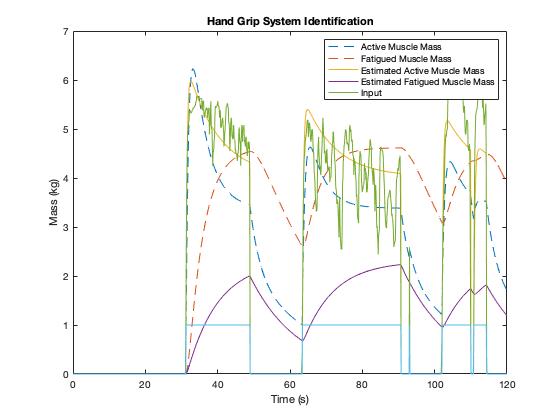 Hand Grip System Identification
7
6
5
4
3
2
1
0
Mass (kg)
Active Muscle Mass
Fatigued Muscle Mass
Estimated Active Muscle Mass
Estimated Fatigued Muscle Mass
Input
0 20 40 60 80 100 120
Time (s)